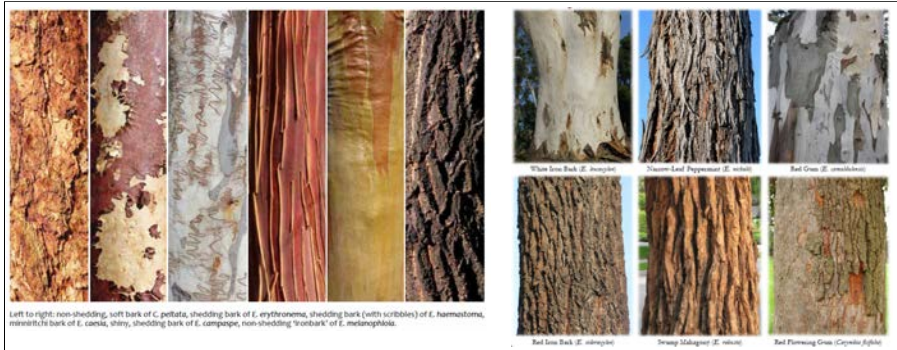 Left to right: non-shedding, soft bark of C. peltata, shedding bark of E. erythronema, shedding bark (with scribbles) of E. haemastoma,
minniritchi bark of E. caesia, shiny, shedding bark of E. campaspe, non-shedding 'ironbark' of E. melanophloia.
White Iron Bark (E. leucoxylon)
Narrow-Leaf Peppermint (E. nicholii)
Red Gum (E. camaldulensis)
Red Iron Bark (E. sideroxylon)
Swamp Mahogany (E. robusta)
Red Flowering Gum (Corymbia ficifolia)